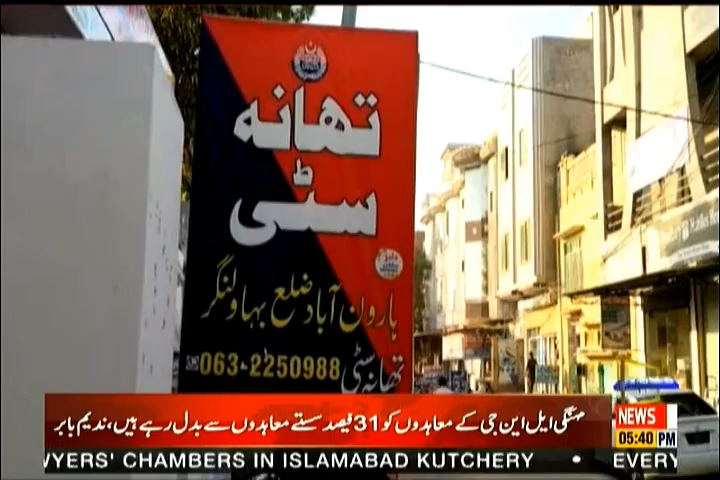 تھانہ
سٹی
ہارون آباد ضلع بہاولنگر
063-2250988 تھانہ سٹی
مہنگی ایل این جی کے معاہدوں کو 31 فیصد سستے معاہدوں سے بدل رہے ہیں، ندیم بابر
NEWS
05:40 PM
WYERS' CHAMBERS IN ISLAMABAD KUTCHERY • EVERY